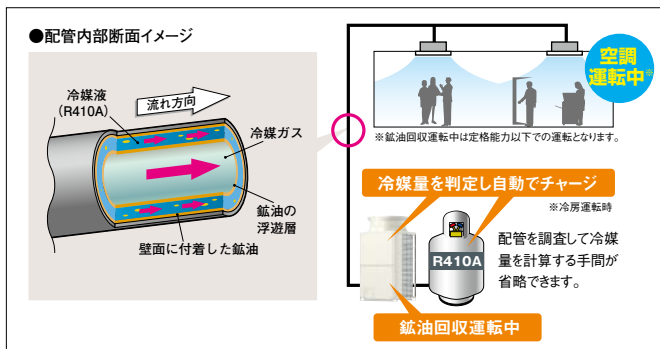 ●配管内部断面イメージ
冷媒液
(R410A)
流れ方向
冷媒ガス
鉱油の
浮遊層
壁面に付着した鉱油
空調
運転中※
※鉱油回収運転中は定格能力以下での運転となります。
冷媒量を判定し自動でチャージ
※冷房運転時
R410A
配管を調査して冷媒
量を計算する手間が
省略できます。
鉱油回収運転中